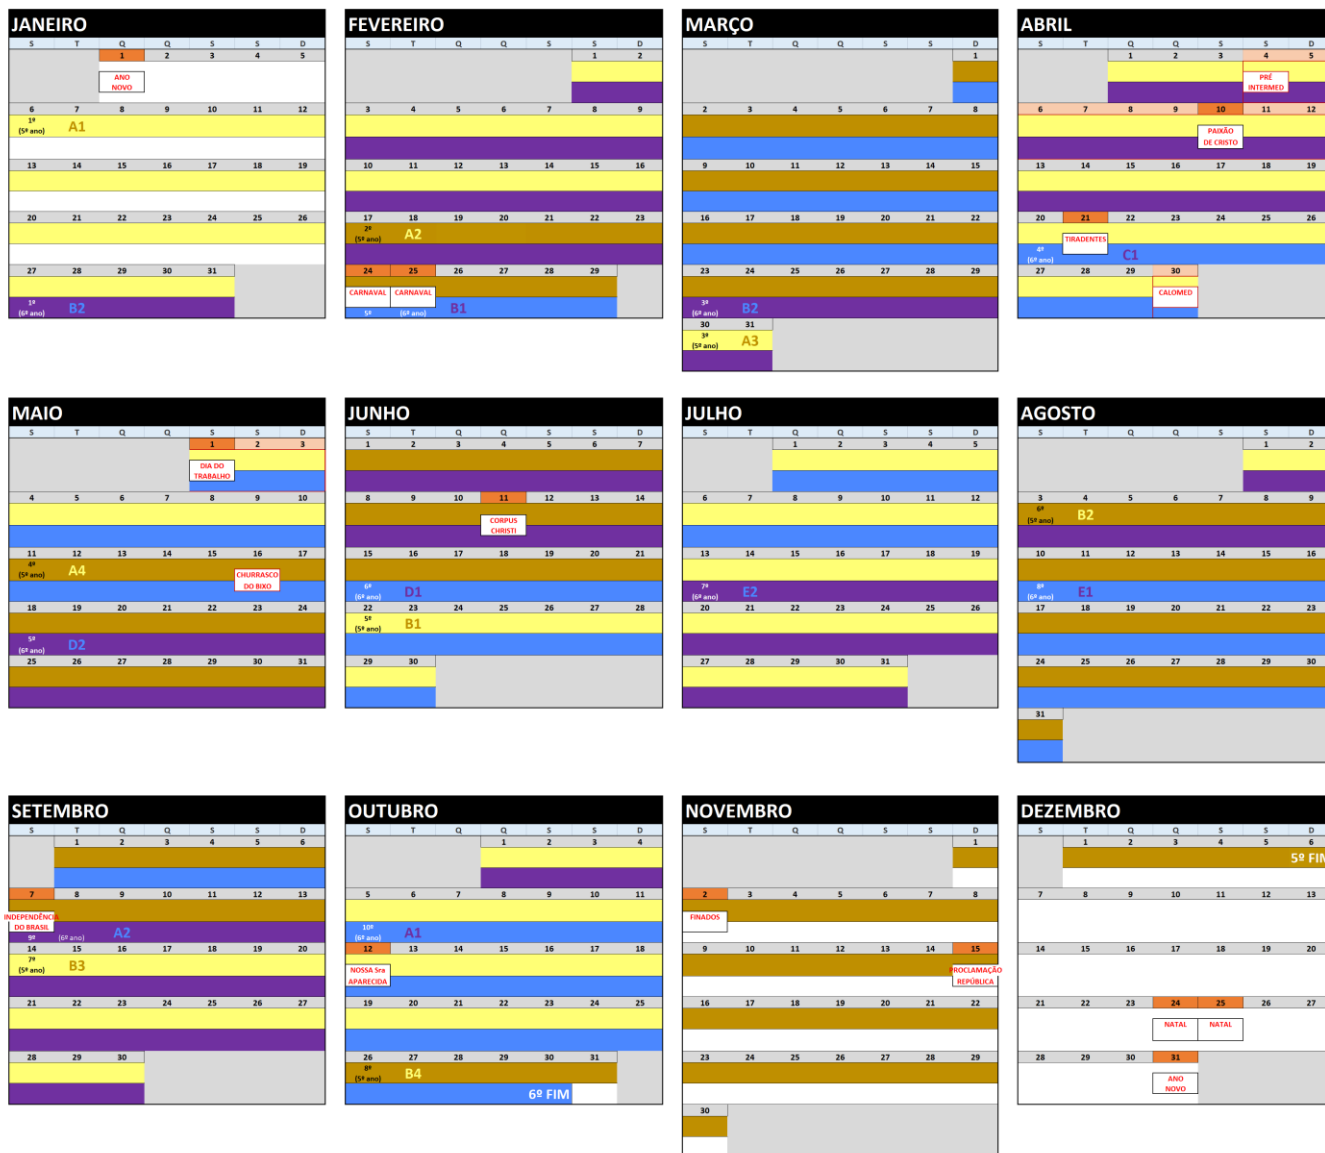 JANEIRO
S T Q Q S S D
1 2 3 4 5
ANO
NOVO
6 7 8 9 10 11 12
1º
(5º ano) A1
13 14 15 16 17 18 19
20 21 22 23 24 25 26
27 28 29 30 31
1º
(6º ano) B2
FEVEREIRO
S T Q Q S S D
1 2
3 4 5 6 7 8 9
10 11 12 13 14 15 16
17 18 19 20 21 22 23
2º
(5º ano) A2
24 25 26 27 28 29
CARNAVAL CARNAVAL
5º (6º ano) B1
MARÇO
S T Q Q S S D
1
2 3 4 5 6 7 8
9 10 11 12 13 14 15
16 17 18 19 20 21 22
23 24 25 26 27 28 29
3º
(6º ano) B2
30 31
3º
(5º ano) A3
ABRIL
S T Q Q S S D
1 2 3 4 5
PRÉ
INTERMED
6 7 8 9 10 11 12
PAIXÃO
DE CRISTO
13 14 15 16 17 18 19
20 21 22 23 24 25 26
TIRADENTES
4º
(6º ano) C1
27 28 29 30
CALOMED
MAIO
S T Q Q S S D
1 2 3
DIA DO
TRABALHO
4 5 6 7 8 9 10
11 12 13 14 15 16 17
4º
(5º ano) A4
CHURRASCO
DO BIXO
18 19 20 21 22 23 24
5º
(6º ano) D2
25 26 27 28 29 30 31
JUNHO
S T Q Q S S D
1 2 3 4 5 6 7
8 9 10 11 12 13 14
CORPUS
CHRISTI
15 16 17 18 19 20 21
6º
(6º ano) D1
22 23 24 25 26 27 28
5º
(5º ano) B1
29 30
JULHO
S T Q Q S S D
1 2 3 4 5
6 7 8 9 10 11 12
13 14 15 16 17 18 19
7º
(6º ano) E2
20 21 22 23 24 25 26
27 28 29 30 31
AGOSTO
S T Q Q S S D
1 2
3 4 5 6 7 8 9
6º
(5º ano) B2
10 11 12 13 14 15 16
8º
(6º ano) E1
17 18 19 20 21 22 23
24 25 26 27 28 29 30
31
SETEMBRO
S T Q Q S S D
1 2 3 4 5 6
7 8 9 10 11 12 13
INDEPENDÊNCIA
DO BRASIL
9º (6º ano) A2
14 15 16 17 18 19 20
7º
(5º ano) B3
21 22 23 24 25 26 27
28 29 30
OUTUBRO
S T Q Q S S D
1 2 3 4
5 6 7 8 9 10 11
10º
(6º ano) A1
12 13 14 15 16 17 18
NOSSA Sra
APARECIDA
19 20 21 22 23 24 25
26 27 28 29 30 31
8º
(5º ano) B4
6º FIM
NOVEMBRO
S T Q Q S S D
1
2 3 4 5 6 7 8
FINADOS
9 10 11 12 13 14 15
PROCLAMAÇÃO
REPÚBLICA
16 17 18 19 20 21 22
23 24 25 26 27 28 29
30
DEZEMBRO
S T Q Q S S D
1 2 3 4 5 6
5º FIM
7 8 9 10 11 12 13
14 15 16 17 18 19 20
21 22 23 24 25 26 27
NATAL NATAL
28 29 30 31
ANO
NOVO